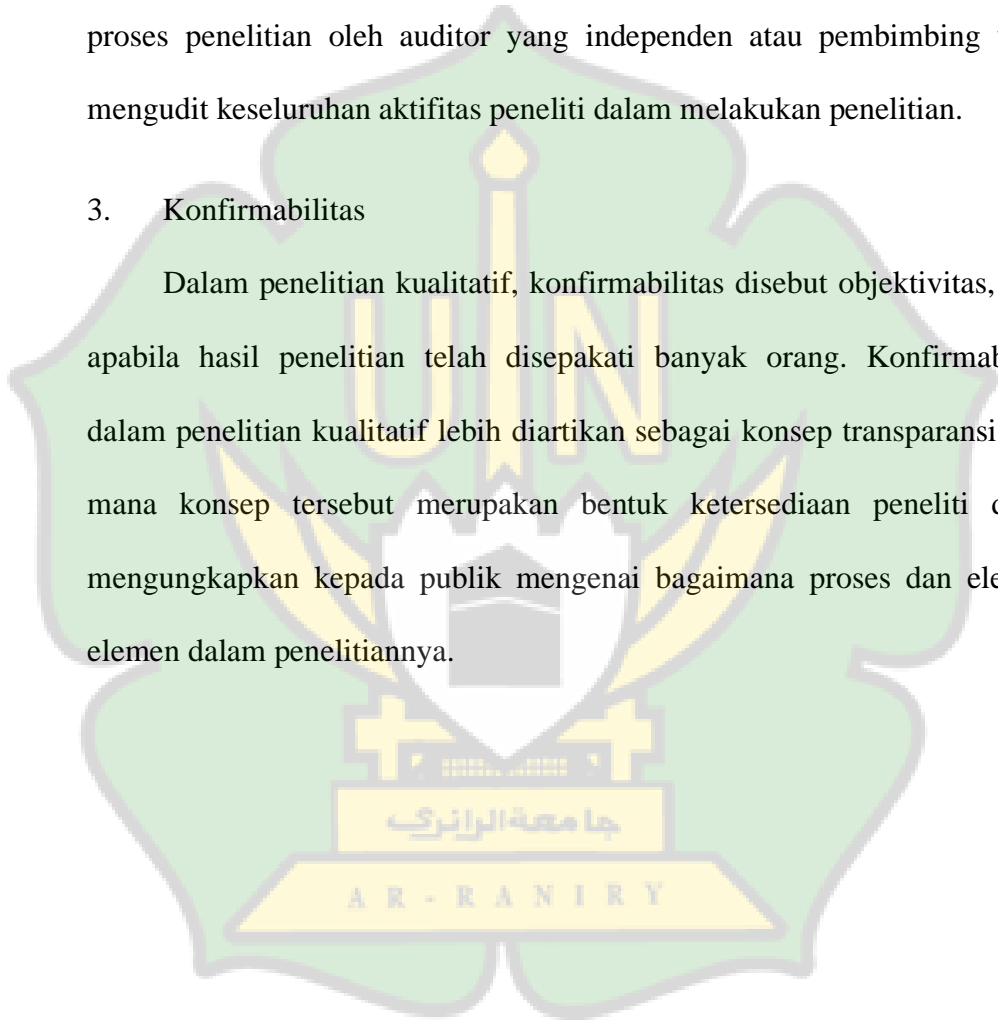 proses penelitian oleh auditor yang independen atau pembimbing
mengudit keseluruhan aktifitas peneliti dalam melakukan penelitian.
3. Konfirmabilitas
Dalam penelitian kualitatif, konfirmabilitas disebut objektivitas,
apabila hasil penelitian telah disepakati banyak orang. Konfirmab
dalam penelitian kualitatif lebih diartikan sebagai konsep transparansi
mana konsep tersebut merupakan bentuk ketersediaan peneliti d
mengungkapkan kepada publik mengenai bagaimana proses dan ele
elemen dalam penelitiannya.
UIN
جامعة الرانري
AR-RANIRY